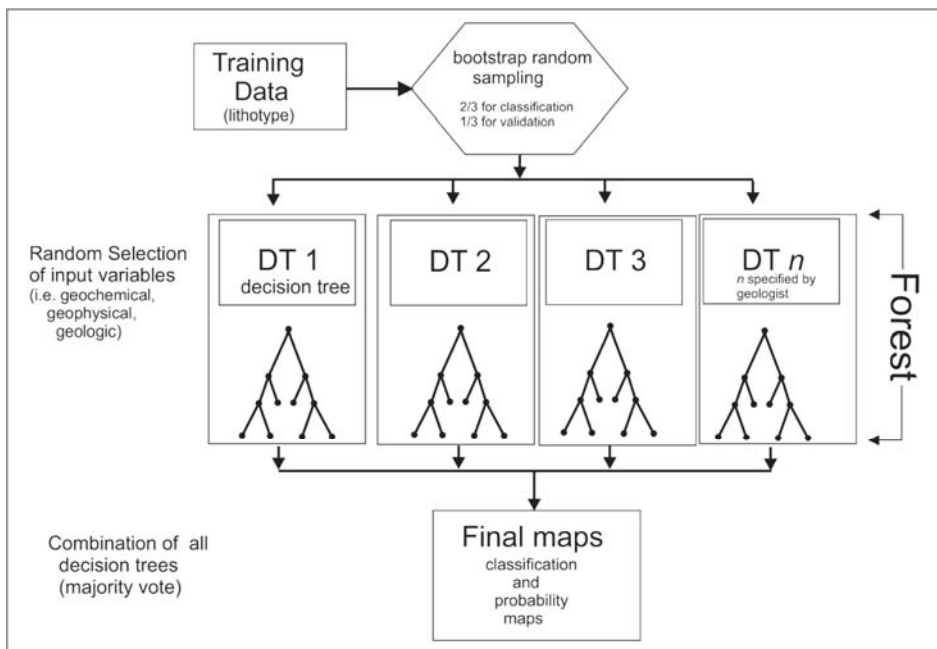 Training
Data
(lithotype)
bootstrap random
sampling
2/3 for classification
1/3 for validation
Random Selection
of input variables
(i.e. geochemical,
geophysical,
geologic)
DT 1
decision tree
DT 2
DT 3
DT n
n specified by
geologist
Forest
Combination of all
decision trees
(majority vote)
Final maps
classification
and
probability
maps